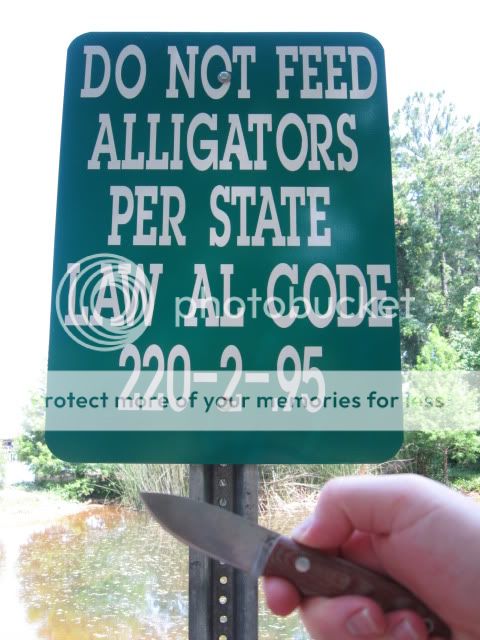 DO NOT FEED
ALLIGATORS
PER STATE
LAW AL CODE
photobucket
220-2-95
rotect more of your memories for less